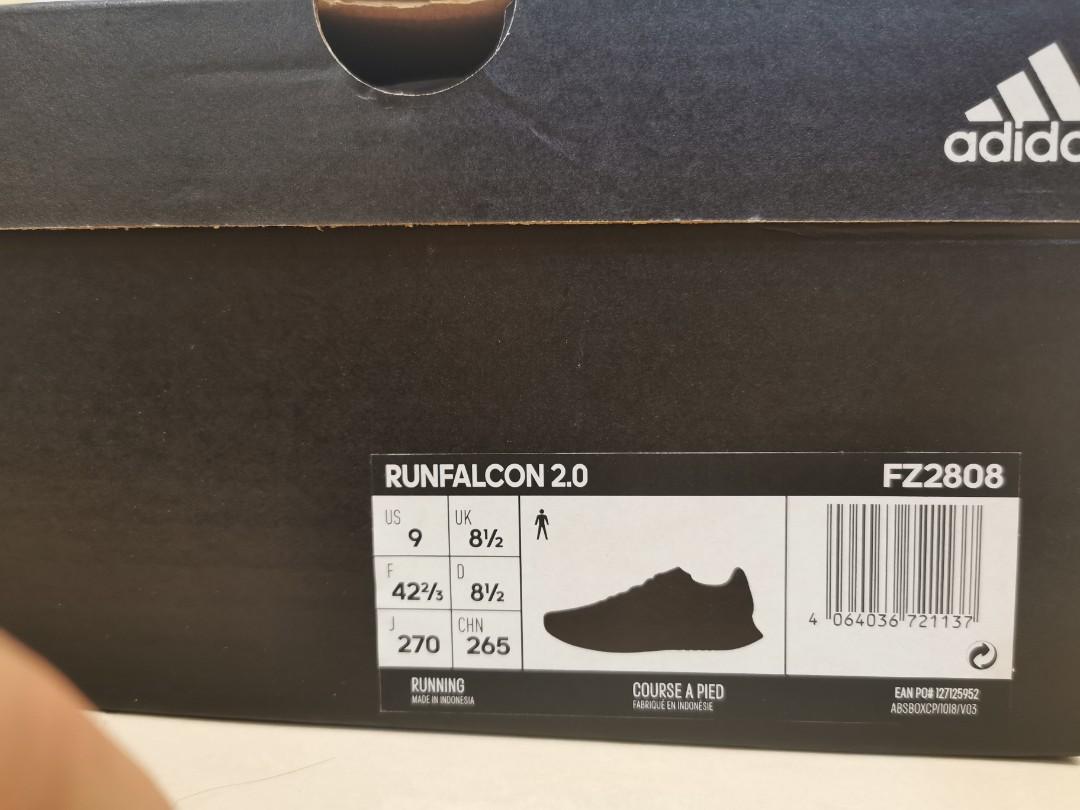 adidas
RUNFALCON 2.0 FZ2808
US 9 UK 8½
F 42⅔ D 8½
J 270 CHN 265
4 064036 721137
RUNNING
MADE IN INDONESIA
COURSE A PIED
FABRIQUÉ EN INDONÉSIE
EAN PO# 127125952
ABSBOXCP/1018/V03